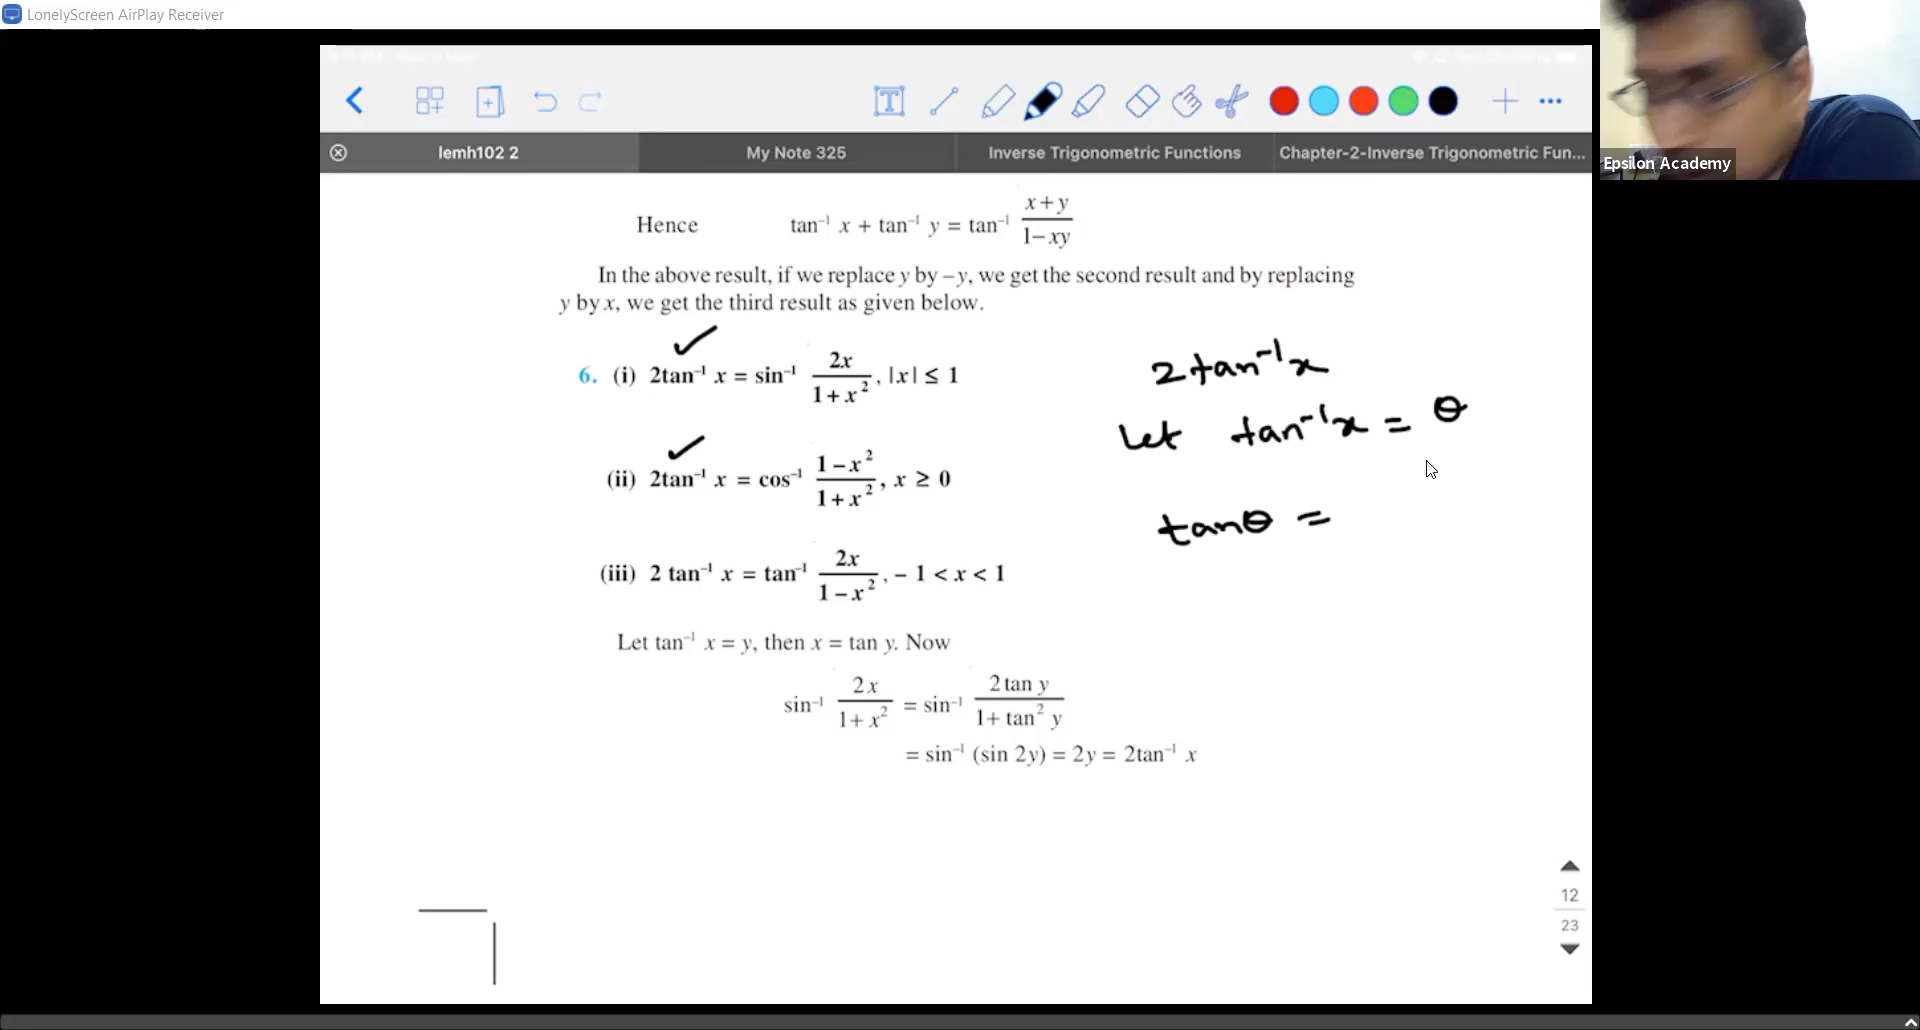 LonelyScreen AirPlay Receiver
T
lemh102 2
My Note 325
Inverse Trigonometric Functions
Chapter-2-Inverse Trigonometric Fun...
Epsilon Academy
Hence tan⁻¹ x + tan⁻¹ y = tan⁻¹ (x+y)/(1–xy)
In the above result, if we replace y by – y, we get the second result and by replacing
y by x, we get the third result as given below.
6. (i) 2tan⁻¹ x = sin⁻¹ 2x/(1+x²), |x| ≤ 1
(ii) 2tan⁻¹ x = cos⁻¹ (1–x²)/(1+x²), x ≥ 0
(iii) 2 tan⁻¹ x = tan⁻¹ 2x/(1–x²), – 1 < x < 1
Let tan⁻¹ x = y, then x = tan y. Now
sin⁻¹ 2x/(1+x²) = sin⁻¹ 2 tan y/(1+ tan² y)
= sin⁻¹ (sin 2y) = 2y = 2tan⁻¹ x
2tan⁻¹x
Let tan⁻¹x = θ
tanθ =
12
23